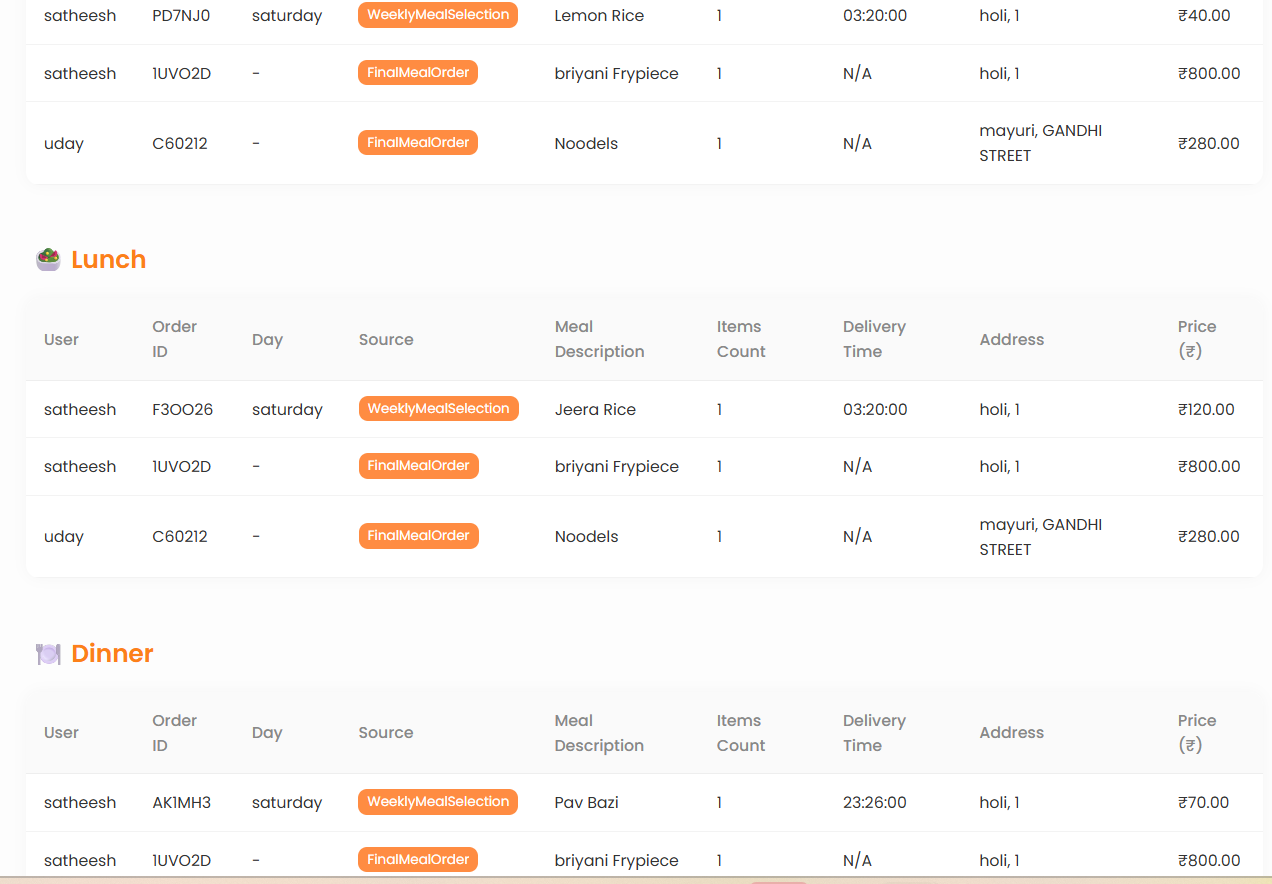 satheesh PD7NJ0 saturday WeeklyMealSelection Lemon Rice 1 03:20:00 holi, 1 ₹40.00
satheesh 1UVO2D - FinalMealOrder briyani Frypiece 1 N/A holi, 1 ₹800.00
uday C60212 - FinalMealOrder Noodels 1 N/A mayuri, GANDHI STREET ₹280.00
Lunch
User Order ID Day Source Meal Description Items Count Delivery Time Address Price (₹)
satheesh F3OO26 saturday WeeklyMealSelection Jeera Rice 1 03:20:00 holi, 1 ₹120.00
satheesh 1UVO2D - FinalMealOrder briyani Frypiece 1 N/A holi, 1 ₹800.00
uday C60212 - FinalMealOrder Noodels 1 N/A mayuri, GANDHI STREET ₹280.00
Dinner
User Order ID Day Source Meal Description Items Count Delivery Time Address Price (₹)
satheesh AK1MH3 saturday WeeklyMealSelection Pav Bazi 1 23:26:00 holi, 1 ₹70.00
satheesh 1UVO2D - FinalMealOrder briyani Frypiece 1 N/A holi, 1 ₹800.00